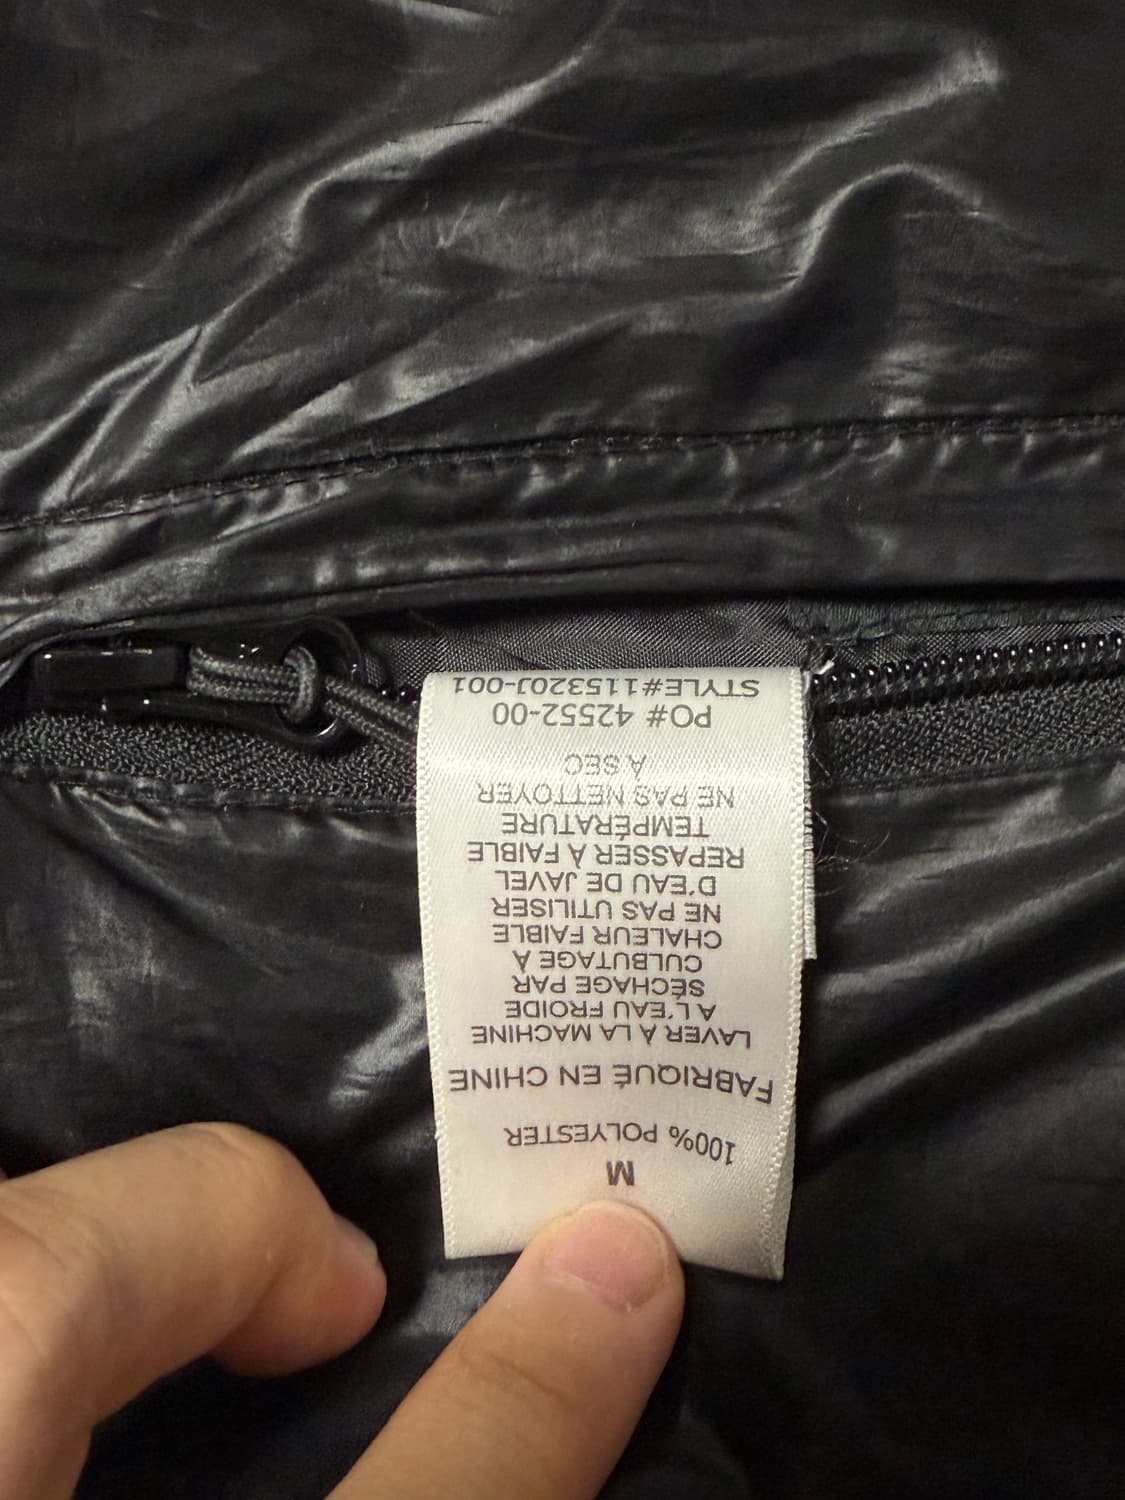 M
100% POLYESTER
FABRIQUÉ EN CHINE
LAVER À LA MACHINE
A L'EAU FROIDE
SÉCHAGE PAR
CULBUTAGE À
CHALEUR FAIBLE
NE PAS UTILISER
D'EAU DE JAVEL
REPASSER À FAIBLE
TEMPÉRATURE
NE PAS NETTOYER
À SEC
PO# 42552-00
STYLE#115320J-001